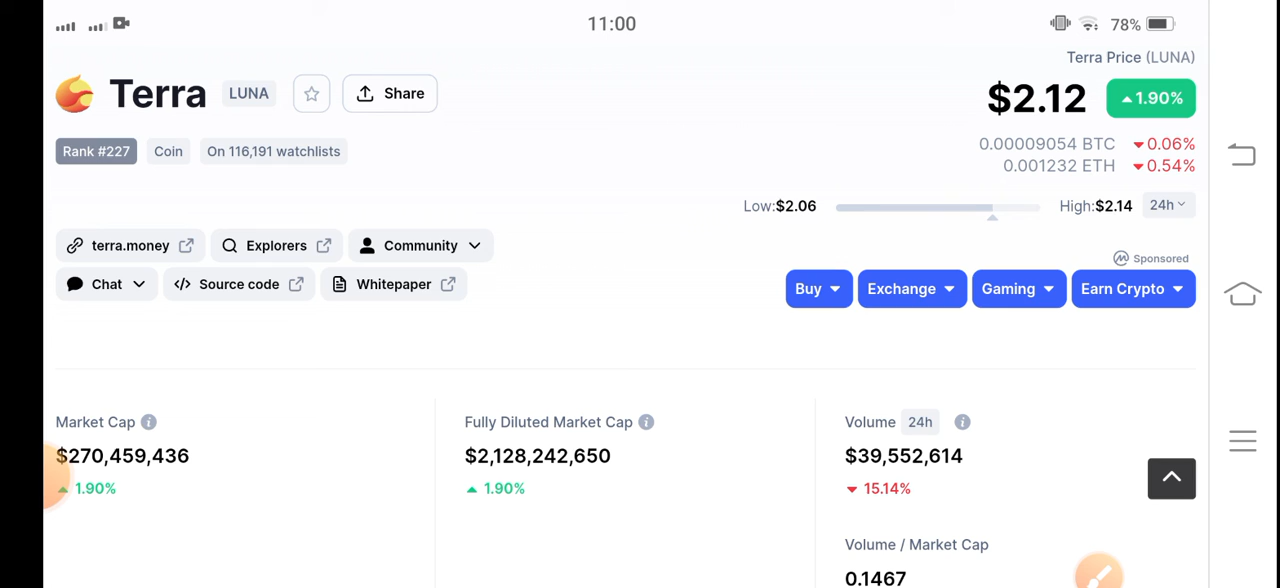 11:00
78%
Terra Price (LUNA)
Terra LUNA Share
$2.12 1.90%
Rank #227 Coin On 116,191 watchlists
0.00009054 BTC 0.06%
0.001232 ETH 0.54%
Low:$2.06 High:$2.14 24h
terra.money Explorers Community
Chat Source code Whitepaper
Sponsored
Buy Exchange Gaming Earn Crypto
Market Cap
$270,459,436
1.90%
Fully Diluted Market Cap
$2,128,242,650
1.90%
Volume 24h
$39,552,614
15.14%
Volume / Market Cap
0.1467